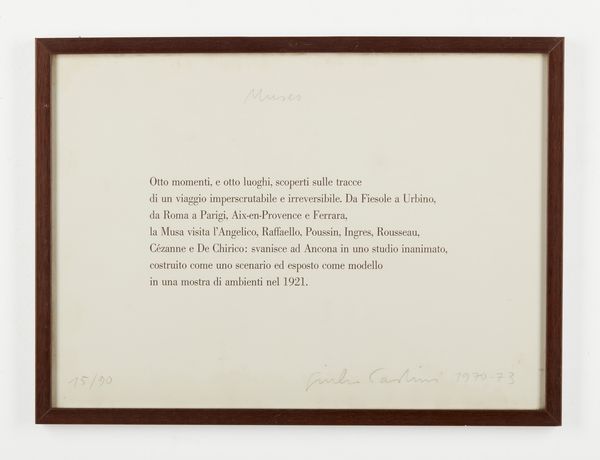 Museo
Otto momenti, e otto luoghi, scoperti sulle tracce
di un viaggio imperscrutabile e irreversibile. Da Fiesole a Urbino,
da Roma a Parigi, Aix-en-Provence e Ferrara,
la Musa visita l'Angelico, Raffaello, Poussin, Ingres, Rousseau,
Cézanne e De Chirico: svanisce ad Ancona in uno studio inanimato,
costruito come uno scenario ed esposto come modello
in una mostra di ambienti nel 1921.
15/90
Giulio Paolini 1970-73